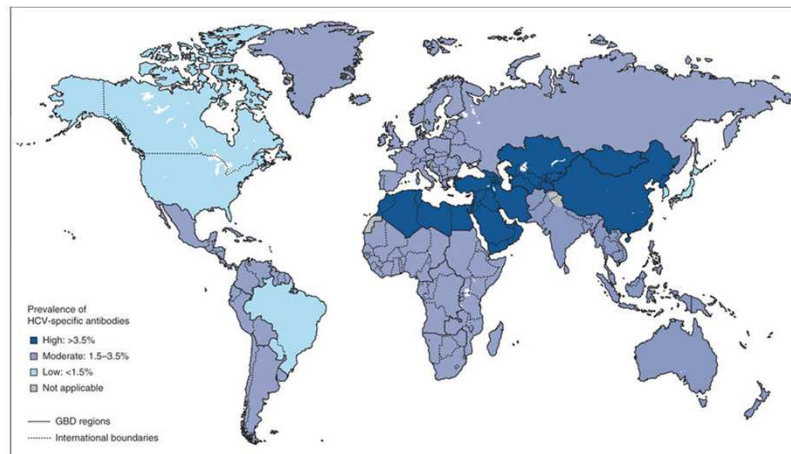 Prevalence of
HCV-specific antibodies
High: >3.5%
Moderate: 1.5–3.5%
Low: <1.5%
Not applicable
GBD regions
International boundaries